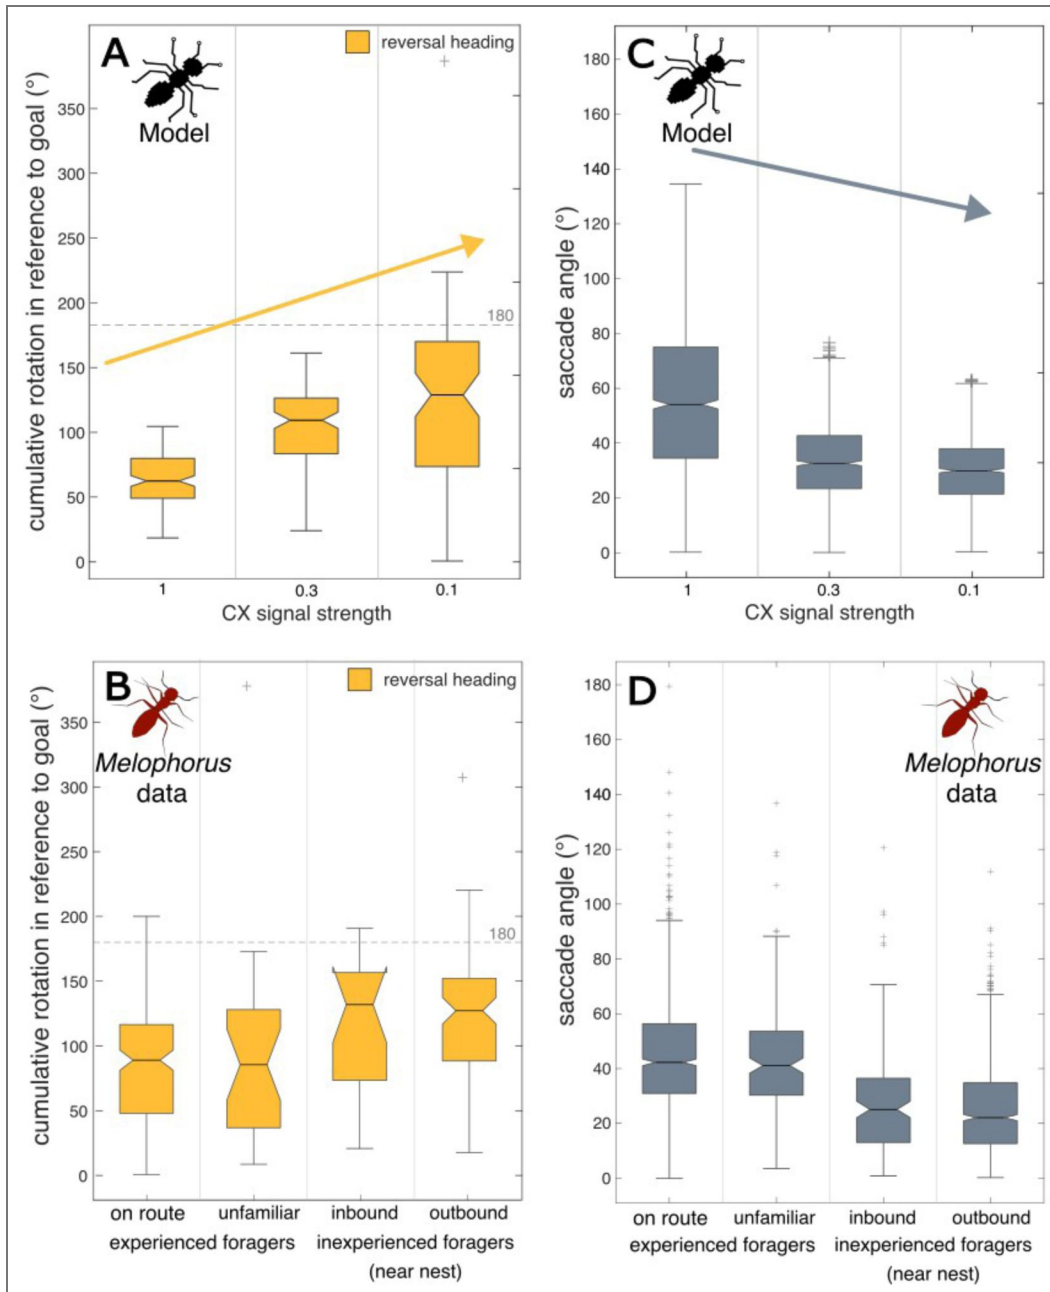 A
Model
reversal heading
cumulative rotation in reference to goal (°)
350
300
250
200
150
100
50
0
180
1
0.3
0.1
CX signal strength
C
Model
saccade angle (°)
180
160
140
120
100
80
60
40
20
0
1
0.3
0.1
CX signal strength
B
Melophorus
data
reversal heading
cumulative rotation in reference to goal (°)
350
300
250
200
150
100
50
0
180
on route unfamiliar inbound outbound
experienced foragers inexperienced foragers
(near nest)
D
Melophorus
data
saccade angle (°)
180
160
140
120
100
80
60
40
20
0
on route unfamiliar inbound outbound
experienced foragers inexperienced foragers
(near nest)